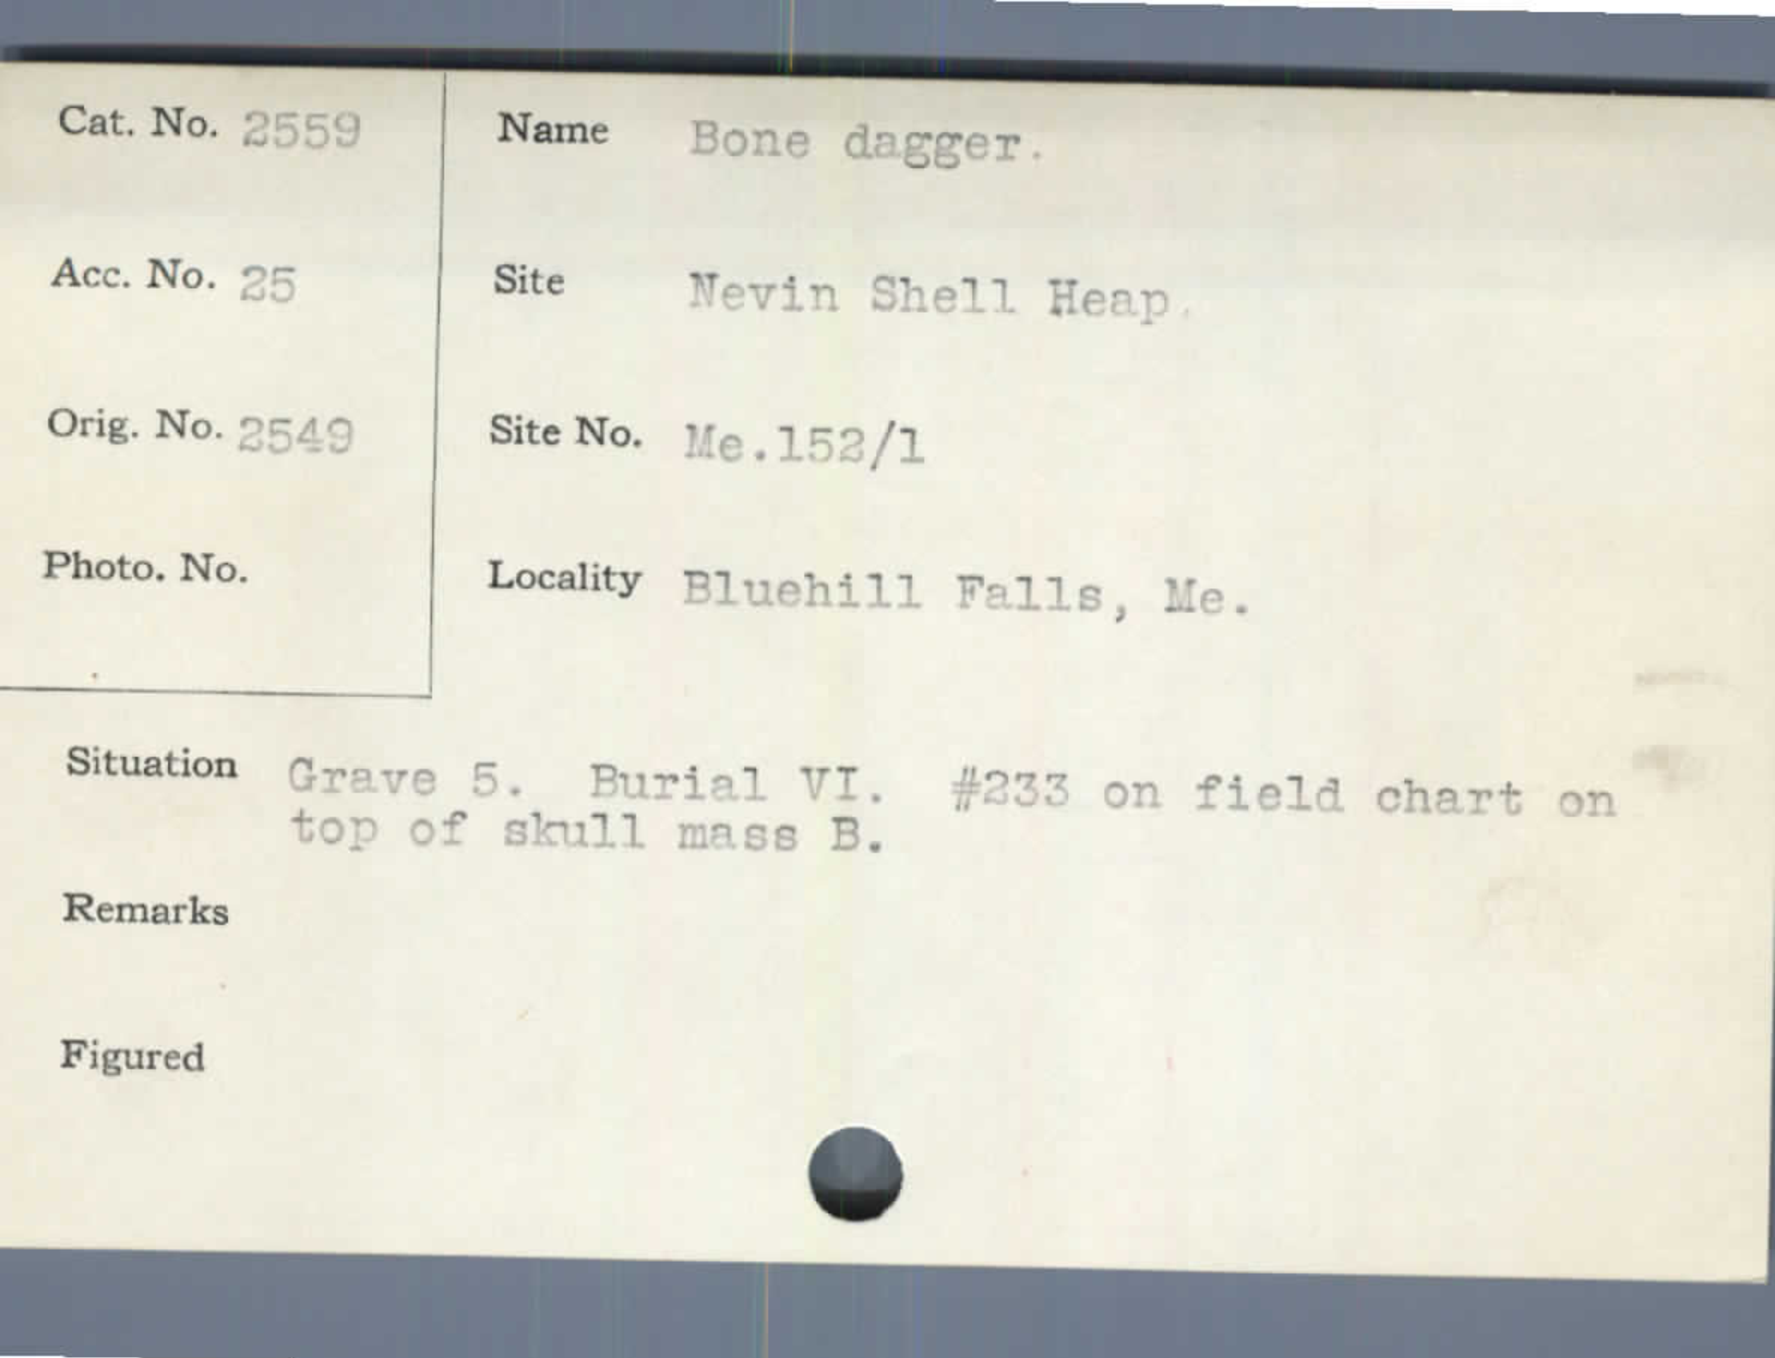 Cat. No. 2559
Name Bone dagger.
Acc. No. 25
Site Nevin Shell Heap.
Orig. No. 2549
Site No. Me.152/1
Photo. No.
Locality Bluehill Falls, Me.
Situation Grave 5. Burial VI. #233 on field chart on
top of skull mass B.
Remarks
Figured